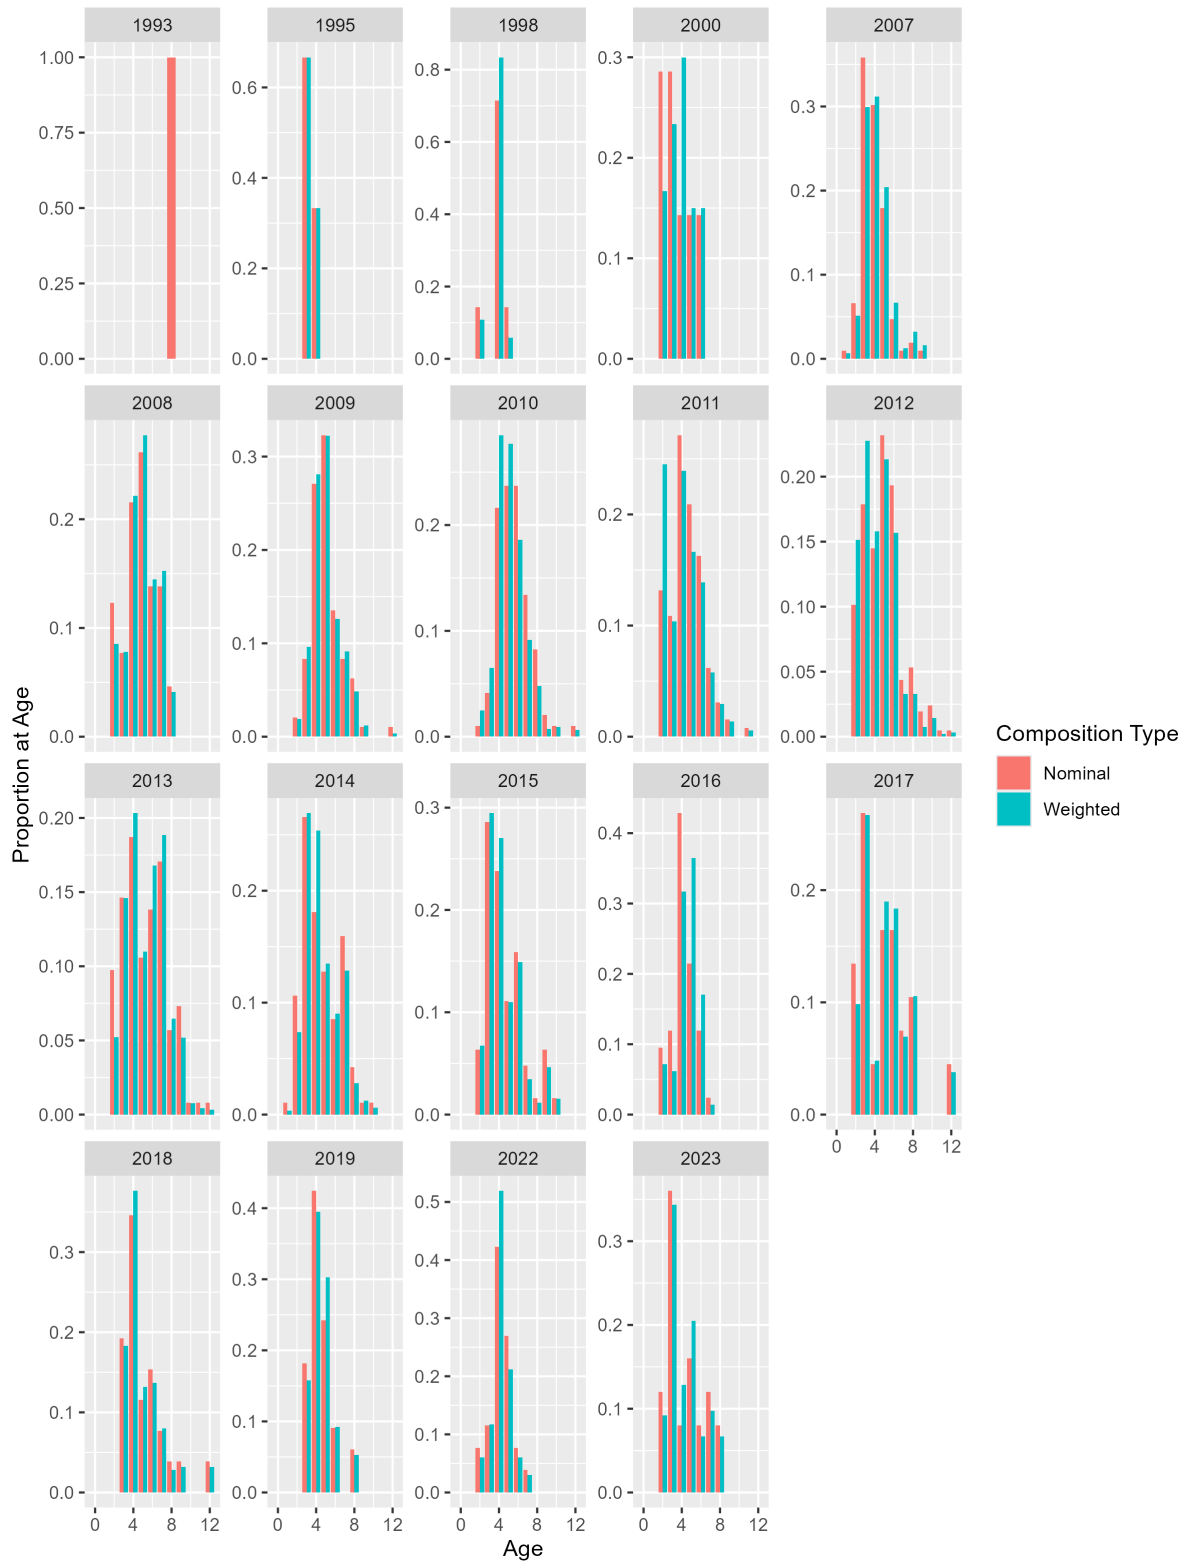 1993 1995 1998 2000 2007
1.00 0.75 0.50 0.25 0.00
0.6 0.4 0.2 0.0
0.8 0.6 0.4 0.2 0.0
0.3 0.2 0.1 0.0
0.3 0.2 0.1 0.0
2008 2009 2010 2011 2012
0.2 0.1 0.0
0.3 0.2 0.1 0.0
0.2 0.1 0.0
0.2 0.1 0.0
0.20 0.15 0.10 0.05 0.00
Proportion at Age
Composition Type
Nominal
Weighted
2013 2014 2015 2016 2017
0.20 0.15 0.10 0.05 0.00
0.2 0.1 0.0
0.3 0.2 0.1 0.0
0.4 0.3 0.2 0.1 0.0
0.2 0.1 0.0
0 4 8 12
2018 2019 2022 2023
0.3 0.2 0.1 0.0
0.4 0.3 0.2 0.1 0.0
0.5 0.4 0.3 0.2 0.1 0.0
0.3 0.2 0.1 0.0
0 4 8 12 0 4 8 12 0 4 8 12 0 4 8 12
Age